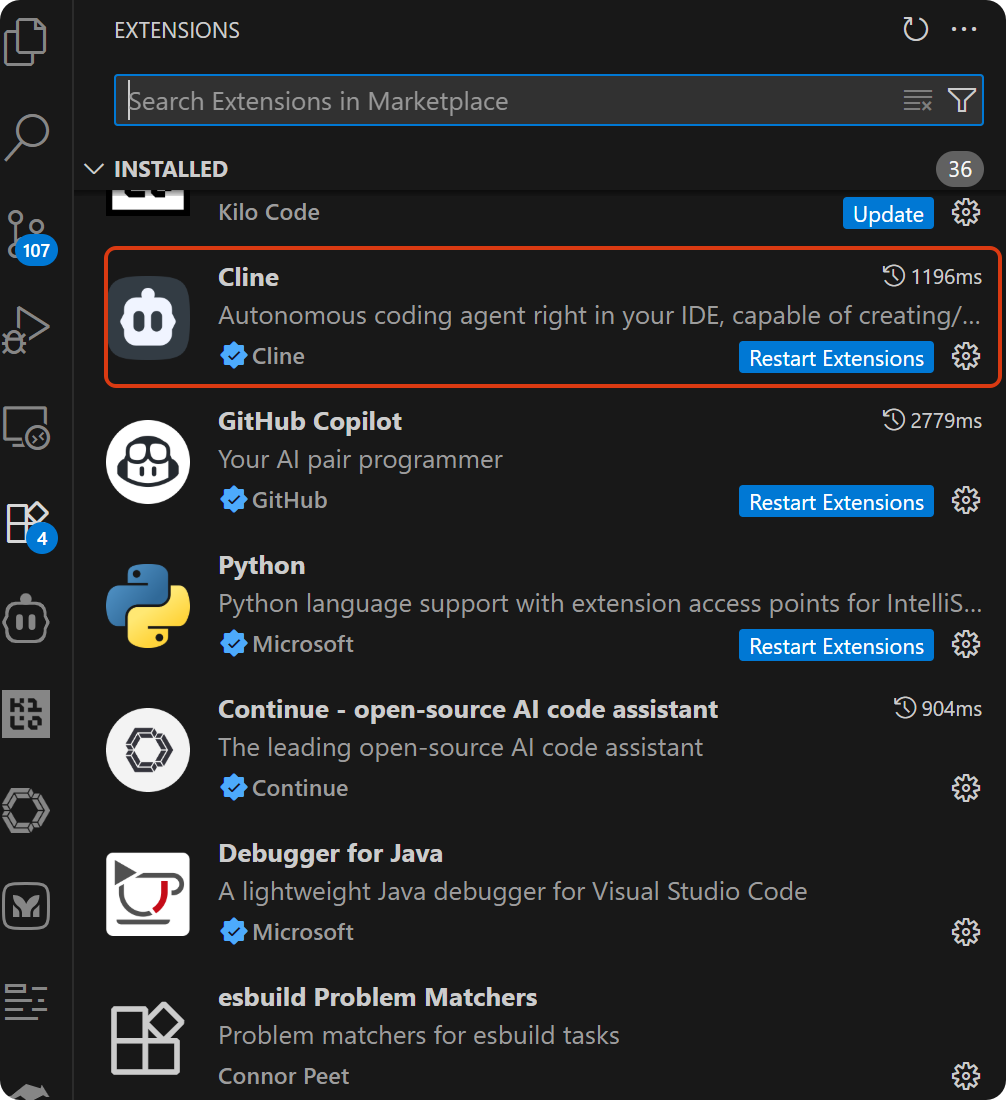 EXTENSIONS
Search Extensions in Marketplace
INSTALLED 36
Kilo Code Update
107
Cline 1196ms
Autonomous coding agent right in your IDE, capable of creating/...
Cline Restart Extensions
GitHub Copilot 2779ms
Your AI pair programmer
GitHub Restart Extensions
4
Python
Python language support with extension access points for IntelliS...
Microsoft Restart Extensions
Continue - open-source AI code assistant 904ms
The leading open-source AI code assistant
Continue
Debugger for Java
A lightweight Java debugger for Visual Studio Code
Microsoft
esbuild Problem Matchers
Problem matchers for esbuild tasks
Connor Peet